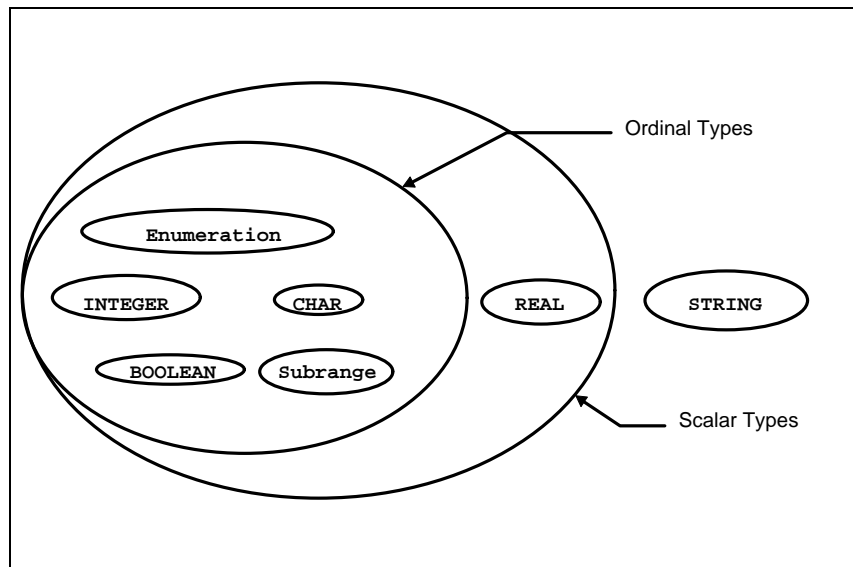 Ordinal Types
Enumeration
INTEGER
CHAR
REAL
STRING
BOOLEAN
Subrange
Scalar Types